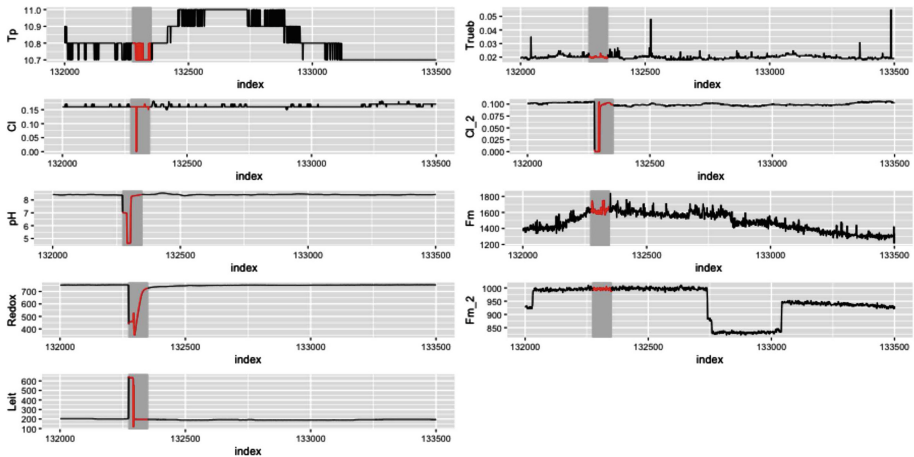 Tp
11.0
10.9
10.8
10.7
132000 132500 133000 133500
index
Trueb
0.05
0.04
0.03
0.02
132000 132500 133000 133500
index
Cl
0.15
0.10
0.05
0.00
132000 132500 133000 133500
index
Cl_2
0.100
0.075
0.050
0.025
0.000
132000 132500 133000 133500
index
pH
8
7
6
5
132000 132500 133000 133500
index
Fm
1800
1600
1400
1200
132000 132500 133000 133500
index
Redox
700
600
500
400
132000 132500 133000 133500
index
Fm_2
1000
950
900
850
132000 132500 133000 133500
index
Leit
600
500
400
300
200
100
132000 132500 133000 133500
index